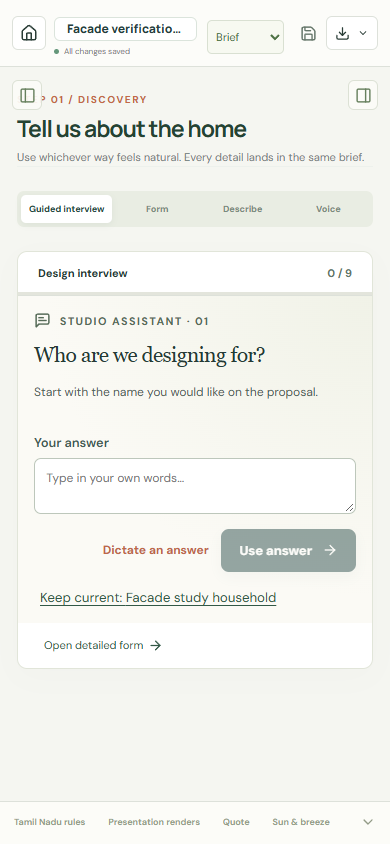 Facade verificatio...
All changes saved
Brief
P 01 / DISCOVERY
Tell us about the home
Use whichever way feels natural. Every detail lands in the same brief.
Guided interview
Form
Describe
Voice
Design interview
0 / 9
STUDIO ASSISTANT · 01
Who are we designing for?
Start with the name you would like on the proposal.
Your answer
Type in your own words...
Dictate an answer
Use answer
Keep current: Facade study household
Open detailed form
Tamil Nadu rules
Presentation renders
Quote
Sun & breeze